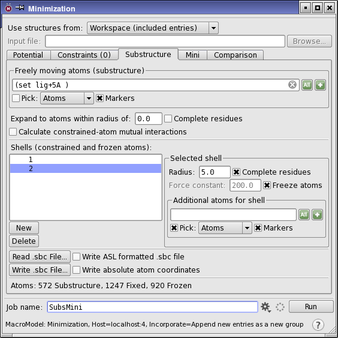 Minimization
Use structures from: Workspace (included entries)
Input file: Browse...
Potential Constraints (0) Substructure Mini Comparison
Freely moving atoms (substructure)
(set lig+5A ) All
Pick: Atoms Markers
Expand to atoms within radius of: 0.0 Complete residues
Calculate constrained-atom mutual interactions
Shells (constrained and frozen atoms):
1
2
Selected shell
Radius: 5.0 Complete residues
Force constant: 200.0 Freeze atoms
Additional atoms for shell
All
Pick: Atoms Markers
New
Delete
Read .sbc File... Write ASL formatted .sbc file
Write .sbc File... Write absolute atom coordinates
Atoms: 572 Substructure, 1247 Fixed, 920 Frozen
Job name: SubsMini Run
MacroModel: Minimization, Host=localhost:4, Incorporate=Append new entries as a new group ?